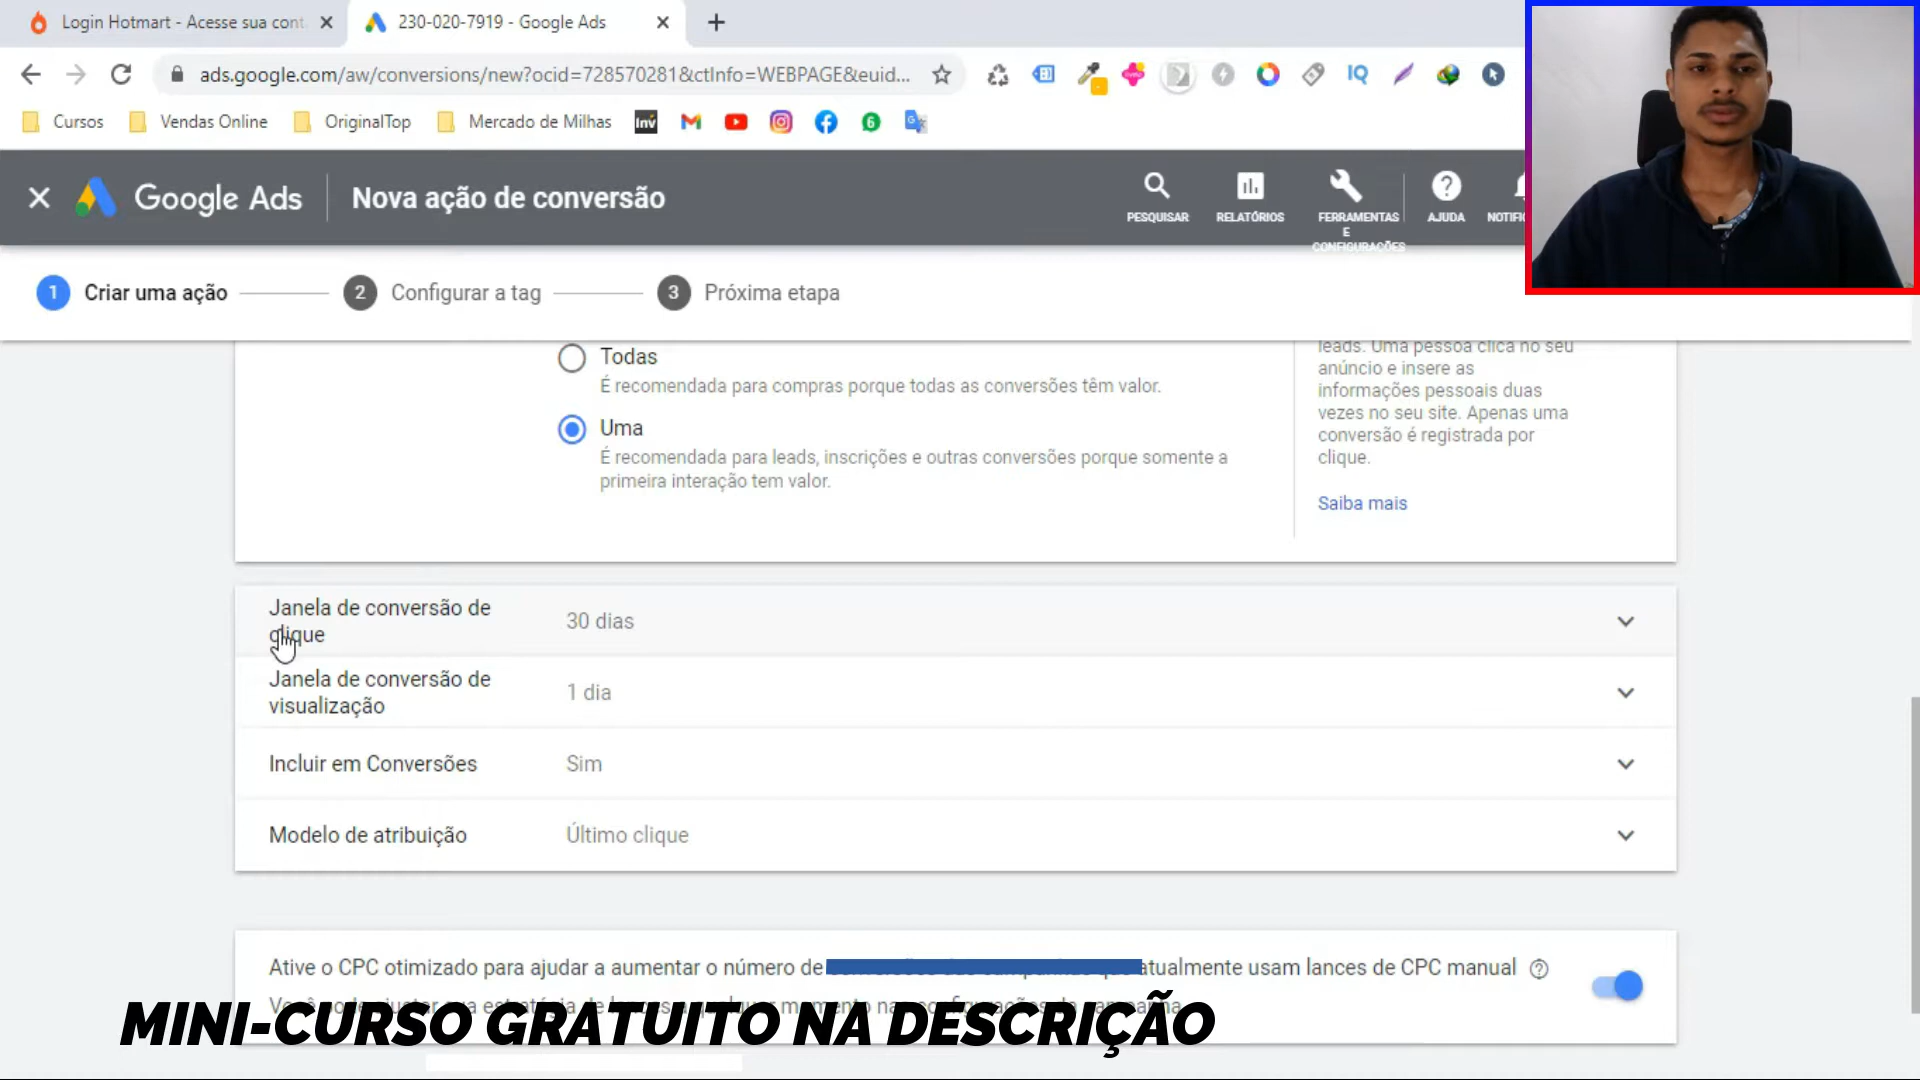 Login Hotmart - Acesse sua cont
230-020-7919 - Google Ads
ads.google.com/aw/conversions/new?ocid=728570281&ctInfo=WEBPAGE&euid...
IQ
Cursos
Vendas Online
OriginalTop
Mercado de Milhas
Inv
6
Google Ads
Nova ação de conversão
PESQUISAR
RELATÓRIOS
FERRAMENTAS
E
CONFIGURAÇÕES
AJUDA
NOTIFI
1 Criar uma ação
2 Configurar a tag
3 Próxima etapa
Todas
É recomendada para compras porque todas as conversões têm valor.
Uma
É recomendada para leads, inscrições e outras conversões porque somente a
primeira interação tem valor.
leads. Uma pessoa clica no seu
anúncio e insere as
informações pessoais duas
vezes no seu site. Apenas uma
conversão é registrada por
clique.
Saiba mais
Janela de conversão de
clique
30 dias
Janela de conversão de
visualização
1 dia
Incluir em Conversões
Sim
Modelo de atribuição
Último clique
Ative o CPC otimizado para ajudar a aumentar o número de atualmente usam lances de CPC manual
MINI-CURSO GRATUITO NA DESCRIÇÃO